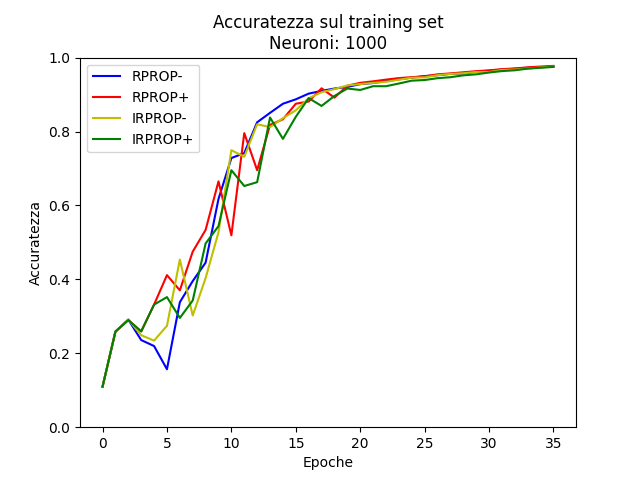 Accuratezza sul training set
Neuroni: 1000
RPROP-
RPROP+
IRPROP-
IRPROP+
Accuratezza
1.0
0.8
0.6
0.4
0.2
0.0
0 5 10 15 20 25 30 35
Epoche